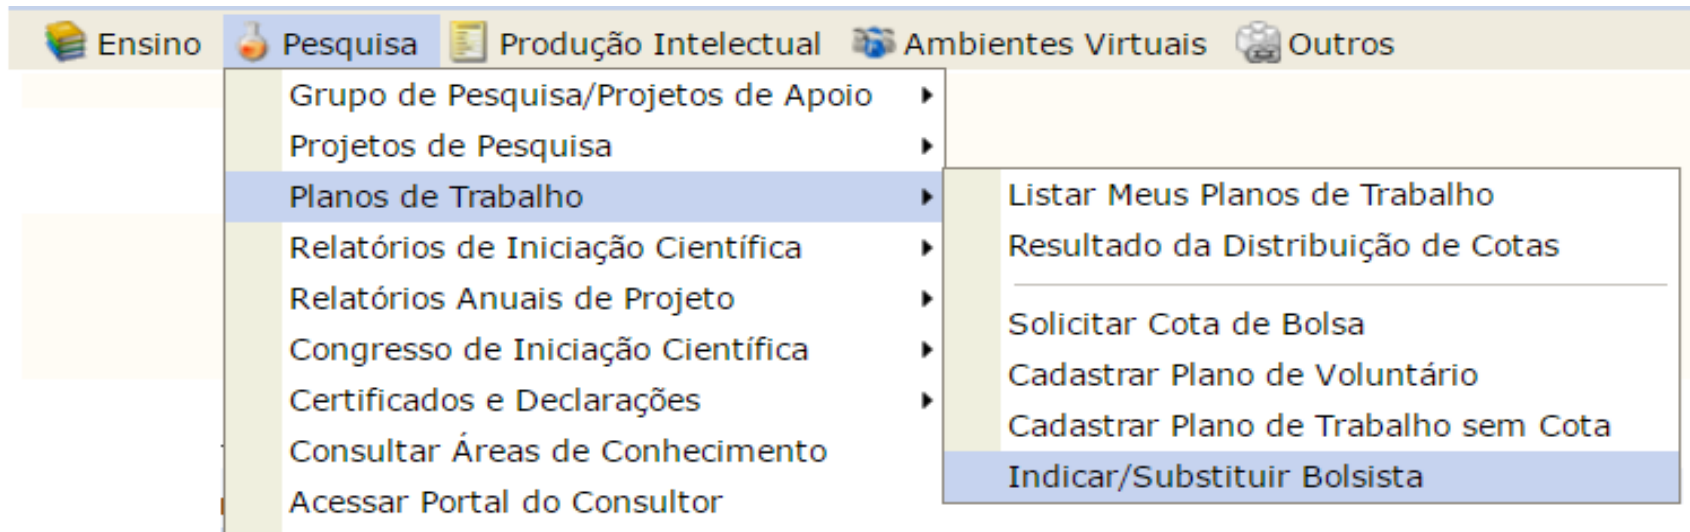 Ensino Pesquisa Produção Intelectual Ambientes Virtuais Outros
Grupo de Pesquisa/Projetos de Apoio
Projetos de Pesquisa
Planos de Trabalho
Relatórios de Iniciação Científica
Relatórios Anuais de Projeto
Congresso de Iniciação Científica
Certificados e Declarações
Consultar Áreas de Conhecimento
Acessar Portal do Consultor
Listar Meus Planos de Trabalho
Resultado da Distribuição de Cotas
Solicitar Cota de Bolsa
Cadastrar Plano de Voluntário
Cadastrar Plano de Trabalho sem Cota
Indicar/Substituir Bolsista